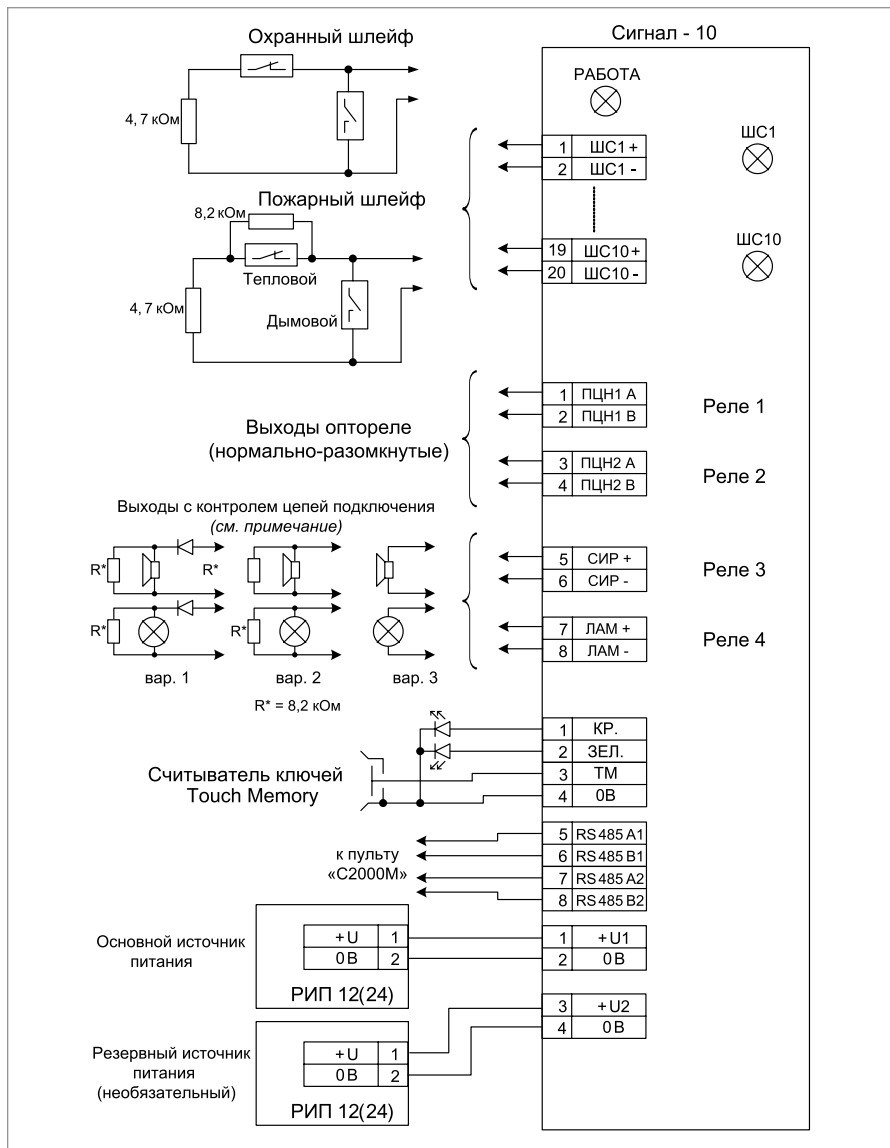 Охранный шлейф
Сигнал - 10
РАБОТА
4,7 кОм
ШС1
1 ШС1 +
2 ШС1 -
Пожарный шлейф
8,2 кОм
Тепловой
4,7 кОм
Дымовой
ШС10
19 ШС10+
20 ШС10-
Выходы оптореле
(нормально-разомкнутые)
1 ПЦН1 А
2 ПЦН1 В
Реле 1
3 ПЦН2 А
4 ПЦН2 В
Реле 2
Выходы с контролем цепей подключения
(см. примечание)
R*
R*
R*
5 СИР +
6 СИР -
Реле 3
R*
R*
7 ЛАМ +
8 ЛАМ -
Реле 4
вар. 1
вар. 2
вар. 3
R* = 8,2 кОм
Считыватель ключей
Touch Memory
1 КР.
2 ЗЕЛ.
3 ТМ
4 0В
к пульту
«С2000М»
5 RS485 A1
6 RS485 B1
7 RS485 A2
8 RS485 B2
Основной источник
питания
+U 1
0В 2
РИП 12(24)
1 +U1
2 0В
3 +U2
4 0В
Резервный источник
питания
(необязательный)
+U 1
0В 2
РИП 12(24)